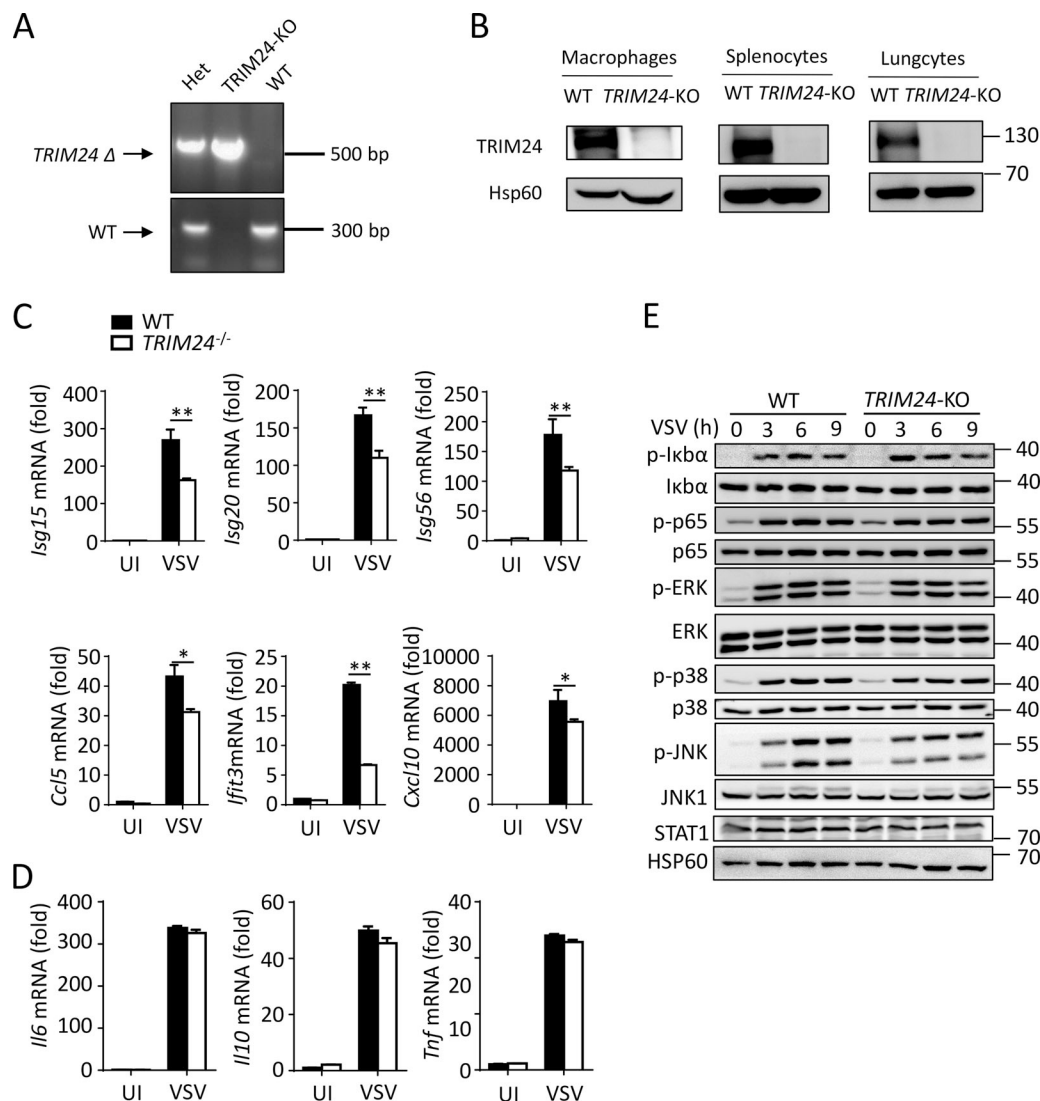 A
Het
TRIM24-KO
WT
TRIM24 Δ
500 bp
WT
300 bp
B
Macrophages
Splenocytes
Lungcytes
WT TRIM24-KO
WT TRIM24-KO
WT TRIM24-KO
TRIM24
130
70
Hsp60
C
WT
TRIM24-/-
Isg15 mRNA (fold)
400
300
200
100
0
**
UI
VSV
Isg20 mRNA (fold)
200
150
100
50
0
**
UI
VSV
Isg56 mRNA (fold)
250
200
150
100
50
0
**
UI
VSV
Ccl5 mRNA (fold)
50
40
30
20
10
0
*
UI
VSV
Ifit3mRNA (fold)
25
20
15
10
5
0
**
UI
VSV
Cxcl10 mRNA (fold)
10000
8000
6000
4000
2000
0
*
UI
VSV
D
Il6 mRNA (fold)
400
300
200
100
0
UI
VSV
Il10 mRNA (fold)
60
40
20
0
UI
VSV
Tnf mRNA (fold)
40
30
20
10
0
UI
VSV
E
WT
TRIM24-KO
VSV (h) 0 3 6 9 0 3 6 9
p-Iκbα
40
Iκbα
40
p-p65
55
p65
55
p-ERK
40
ERK
40
p-p38
40
p38
40
p-JNK
55
JNK1
55
STAT1
70
HSP60
70